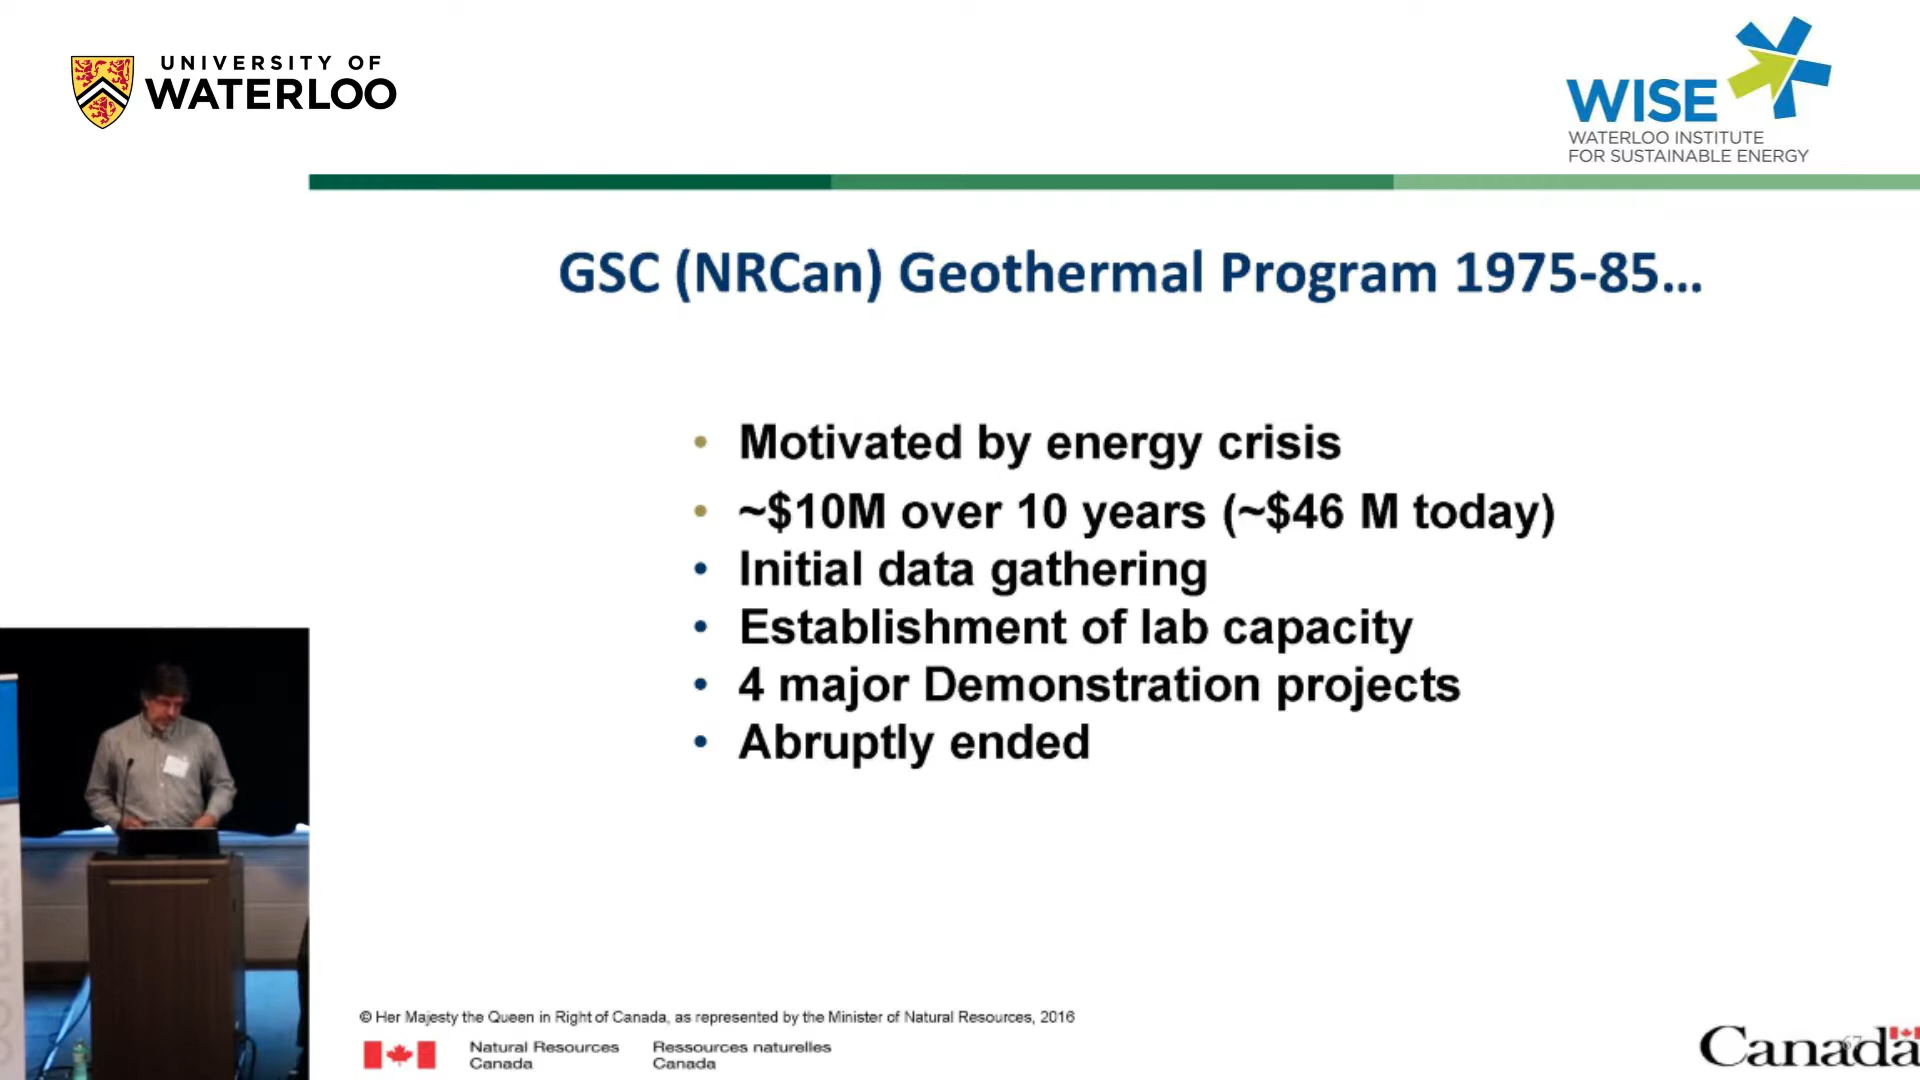 UNIVERSITY OF
WATERLOO
WISE
WATERLOO INSTITUTE
FOR SUSTAINABLE ENERGY
GSC (NRCan) Geothermal Program 1975-85...
• Motivated by energy crisis
• ~$10M over 10 years (~$46 M today)
• Initial data gathering
• Establishment of lab capacity
• 4 major Demonstration projects
• Abruptly ended
© Her Majesty the Queen in Right of Canada, as represented by the Minister of Natural Resources, 2016
Natural Resources
Canada
Ressources naturelles
Canada
Canada